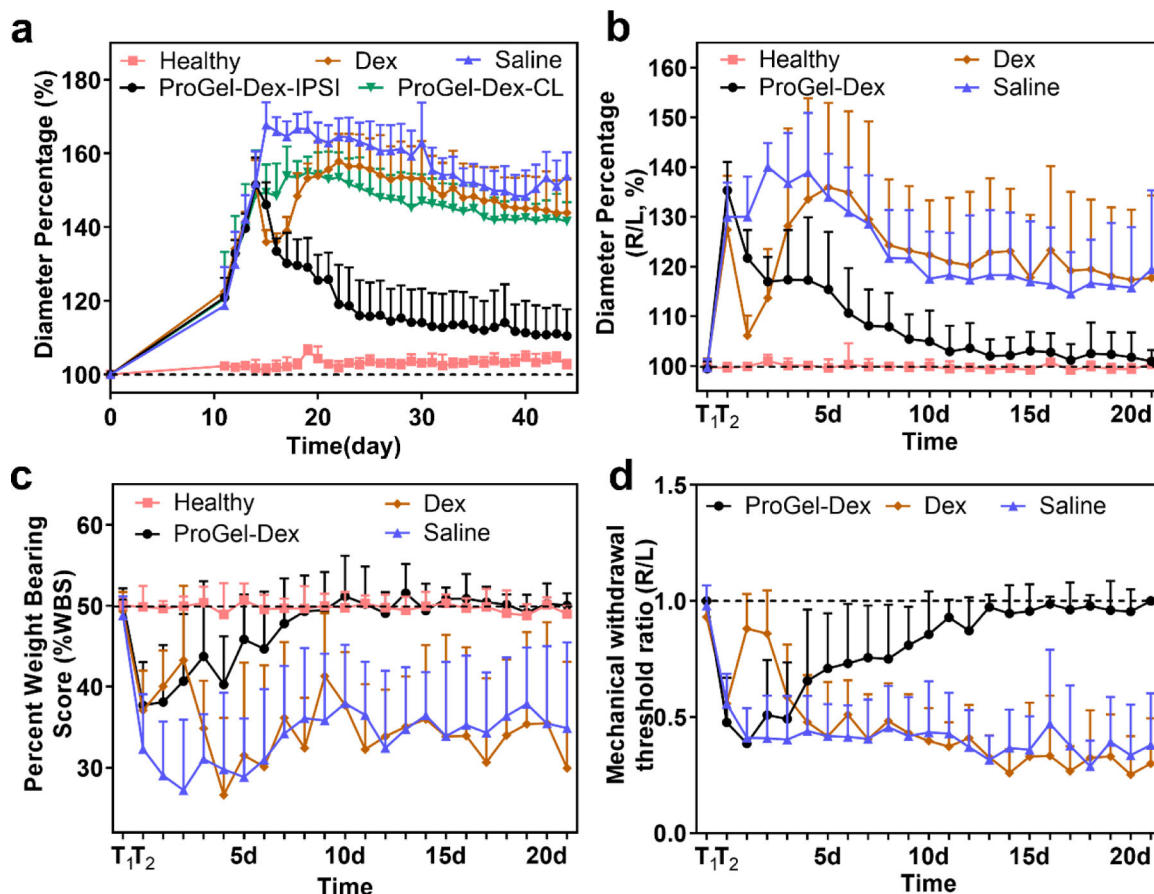 a
Diameter Percentage (%)
180
160
140
120
100
Healthy Dex Saline
ProGel-Dex-IPSI ProGel-Dex-CL
0 10 20 30 40
Time(day)
b
Diameter Percentage
(R/L, %)
160
150
140
130
120
110
100
Healthy Dex
ProGel-Dex Saline
T1T2 5d 10d 15d 20d
Time
c
Percent Weight Bearing
Score (%WBS)
60
50
40
30
Healthy Dex
ProGel-Dex Saline
T1T2 5d 10d 15d 20d
Time
d
Mechanical withdrawal
threshold ratio (R/L)
1.5
1.0
0.5
0.0
ProGel-Dex Dex Saline
T1T2 5d 10d 15d 20d
Time